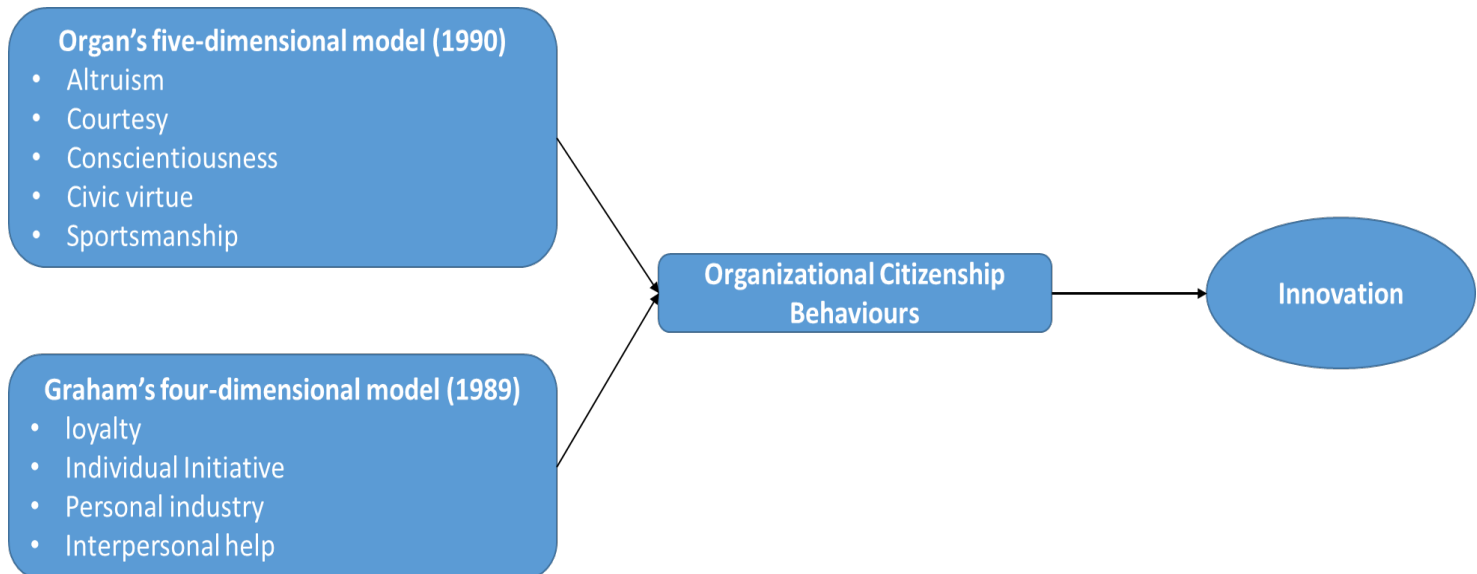 Organ’s five-dimensional model (1990)
• Altruism
• Courtesy
• Conscientiousness
• Civic virtue
• Sportsmanship
Organizational Citizenship
Behaviours
Innovation
Graham’s four-dimensional model (1989)
• loyalty
• Individual Initiative
• Personal industry
• Interpersonal help